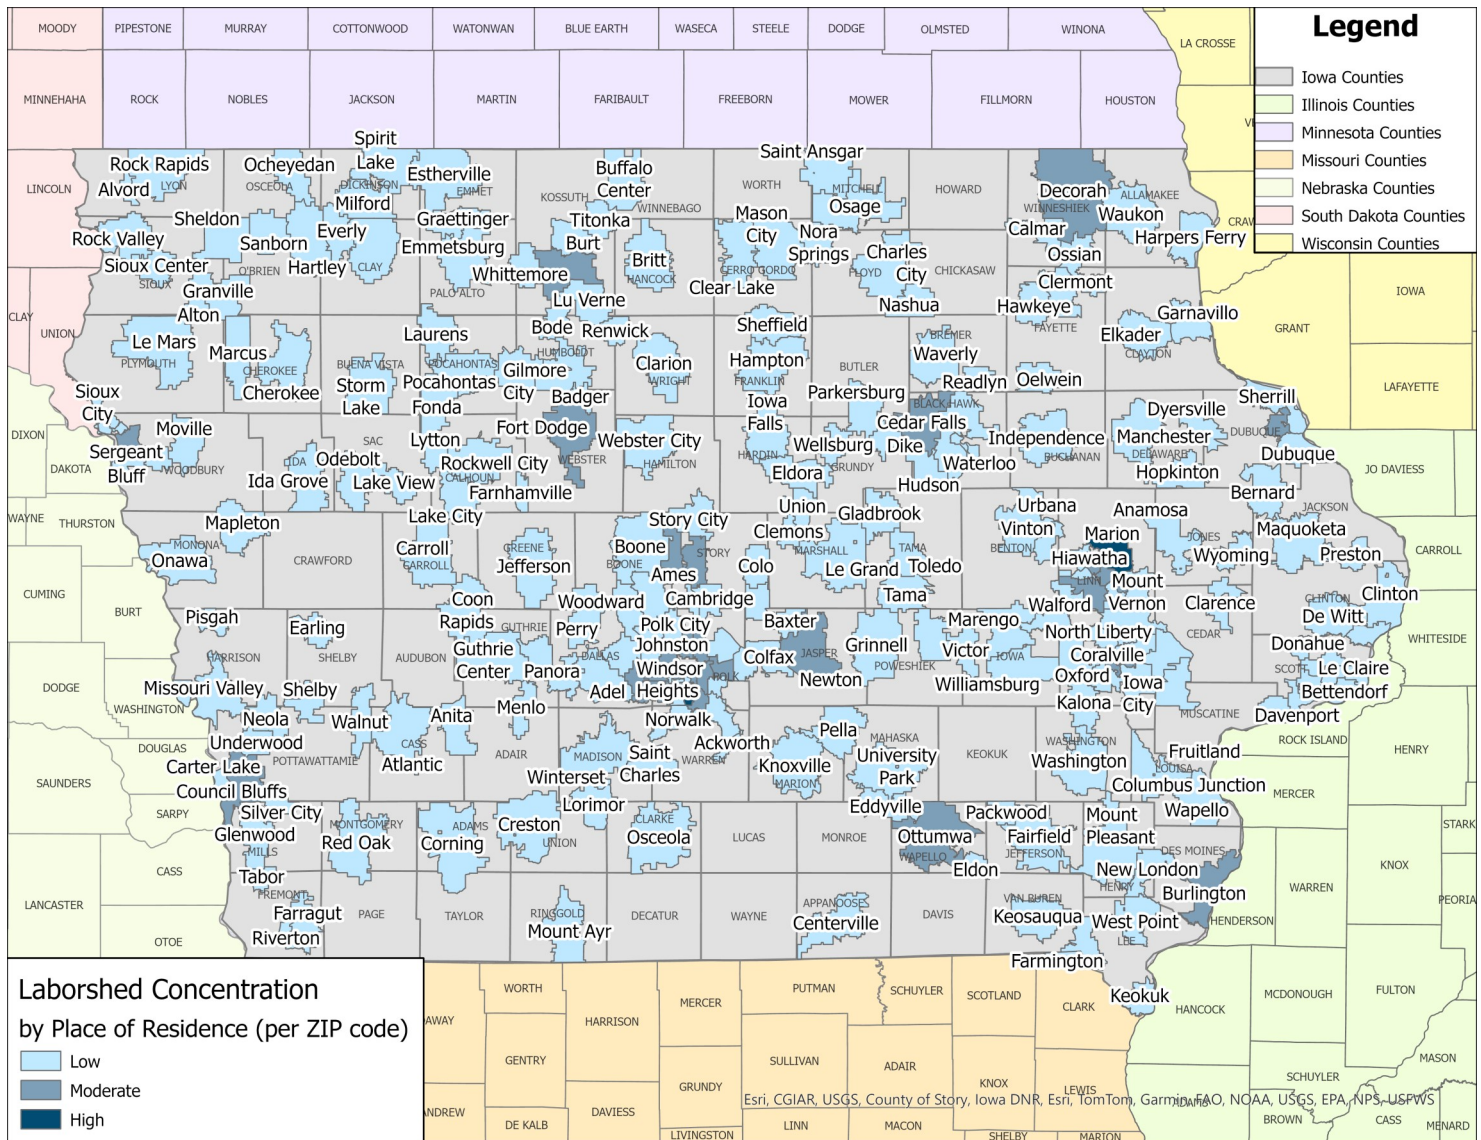 MOODY
PIPESTONE
MURRAY
COTTONWOOD
WATONWAN
BLUE EARTH
WASECA
STEELE
DODGE
OLMSTED
WINONA
LA CROSSE
Legend
Iowa Counties
Illinois Counties
Minnesota Counties
Missouri Counties
Nebraska Counties
South Dakota Counties
Wisconsin Counties
MINNEHAHA
ROCK
NOBLES
JACKSON
MARTIN
FARIBAULT
FREEBORN
MOWER
FILLMORN
HOUSTON
LINCOLN
Rock Rapids
Alvord
LYON
Ocheyedan
OSCEOLA
Spirit
Lake
DICKINSON
Milford
Estherville
EMMET
KOSSUTH
Buffalo
Center
WINNEBAGO
WORTH
Saint Ansgar
MITCHELL
Osage
HOWARD
Decorah
WINNESHIEK
Calmar
Ossian
ALLAMAKEE
Waukon
Harpers Ferry
Rock Valley
Sioux Center
SIOUX
Sheldon
Sanborn
O'BRIEN
Everly
Hartley
CLAY
Graettinger
Emmetsburg
PALO ALTO
Whittemore
Titonka
Burt
Lu Verne
Britt
HANCOCK
Mason
City
CERRO GORDO
Clear Lake
Nora
Springs
FLOYD
Charles
City
Nashua
CHICKASAW
Clermont
Hawkeye
FAYETTE
Elkader
CLAYTON
Garnavillo
GRANT
IOWA
LAFAYETTE
CLAY
UNION
Granville
Alton
Le Mars
PLYMOUTH
Marcus
CHEROKEE
Cherokee
BUENA VISTA
Storm
Lake
Laurens
POCAHONTAS
Pocahontas
Fonda
Bode
HUMBOLDT
Gilmore
City
Renwick
Badger
Clarion
WRIGHT
Sheffield
Hampton
FRANKLIN
Iowa
Falls
BUTLER
Parkersburg
BREMER
Waverly
Readlyn
Oelwein
Sioux
City
Sergeant
Bluff
Moville
WOODBURY
IDA
Ida Grove
SAC
Odebolt
Lake View
Lytton
Rockwell City
CALHOUN
Farnhamville
Lake City
Fort Dodge
WEBSTER
Webster City
HAMILTON
HARDIN
Eldora
Wellsburg
GRUNDY
BLACK HAWK
Cedar Falls
Dike
Waterloo
Hudson
Independence
BUCHANAN
Dyersville
Manchester
DELAWARE
Hopkinton
Sherrill
DUBUQUE
Dubuque
Bernard
JACKSON
Maquoketa
Preston
JO DAVIESS
CARROLL
DIXON
DAKOTA
WAYNE
THURSTON
CUMING
BURT
Mapleton
MONONA
Onawa
CRAWFORD
Carroll
CARROLL
GREENE
Jefferson
Boone
BOONE
Story City
STORY
Ames
Cambridge
Colo
Union
Clemons
MARSHALL
Le Grand
Gladbrook
TAMA
Toledo
Tama
Urbana
Vinton
BENTON
Marion
Hiawatha
LINN
Mount
Vernon
Walford
Anamosa
JONES
Wyoming
Clarence
CEDAR
CLINTON
Clinton
De Witt
WHITESIDE
Pisgah
HARRISON
Earling
SHELBY
Shelby
AUDUBON
Coon
Rapids
GUTHRIE
Guthrie
Center
Panora
Menlo
Woodward
Perry
DALLAS
Adel
Polk City
Johnston
Windsor
Heights
POLK
Norwalk
Baxter
Colfax
JASPER
Newton
Grinnell
POWESHIEK
Marengo
Victor
IOWA
Williamsburg
North Liberty
Coralville
Oxford
Iowa
City
Kalona
Donahue
SCOTT
Le Claire
Bettendorf
Davenport
MUSCATINE
DODGE
WASHINGTON
DOUGLAS
SAUNDERS
SARPY
Missouri Valley
Neola
Underwood
POTTAWATTAMIE
Carter Lake
Council Bluffs
Walnut
CASS
Atlantic
Anita
ADAIR
MADISON
Winterset
Saint
Charles
WARREN
Ackworth
Knoxville
MARION
Pella
MAHASKA
University
Park
Eddyville
KEOKUK
WASHINGTON
Washington
LOUISA
Fruitland
Columbus Junction
Wapello
ROCK ISLAND
HENRY
MERCER
STARK
Silver City
Glenwood
MILLS
Tabor
MONTGOMERY
Red Oak
ADAMS
Corning
Creston
UNION
Lorimor
CLARKE
Osceola
LUCAS
MONROE
Ottumwa
WAPELLO
Eldon
Packwood
Fairfield
JEFFERSON
Mount
Pleasant
New London
HENRY
DES MOINES
Burlington
KNOX
WARREN
PEORIA
HENDERSON
CASS
LANCASTER
OTOE
FREMONT
Farragut
Riverton
PAGE
TAYLOR
RINGGOLD
Mount Ayr
DECATUR
WAYNE
APPANOOSE
Centerville
DAVIS
VAN BUREN
Keosauqua
Farmington
West Point
LEE
Keokuk
HANCOCK
MCDONOUGH
FULTON
MASON
SCHUYLER
ADAMS
BROWN
CASS
MENARD
Laborshed Concentration
by Place of Residence (per ZIP code)
Low
Moderate
High
WORTH
GENTRY
DE KALB
HARRISON
DAVIESS
MERCER
GRUNDY
LIVINGSTON
PUTMAN
SULLIVAN
LINN
SCHUYLER
ADAIR
MACON
SCOTLAND
KNOX
SHELBY
CLARK
LEWIS
MARION
Esri, CGIAR, USGS, County of Story, Iowa DNR, Esri, TomTom, Garmin, FAO, NOAA, USGS, EPA, NPS, USFWS